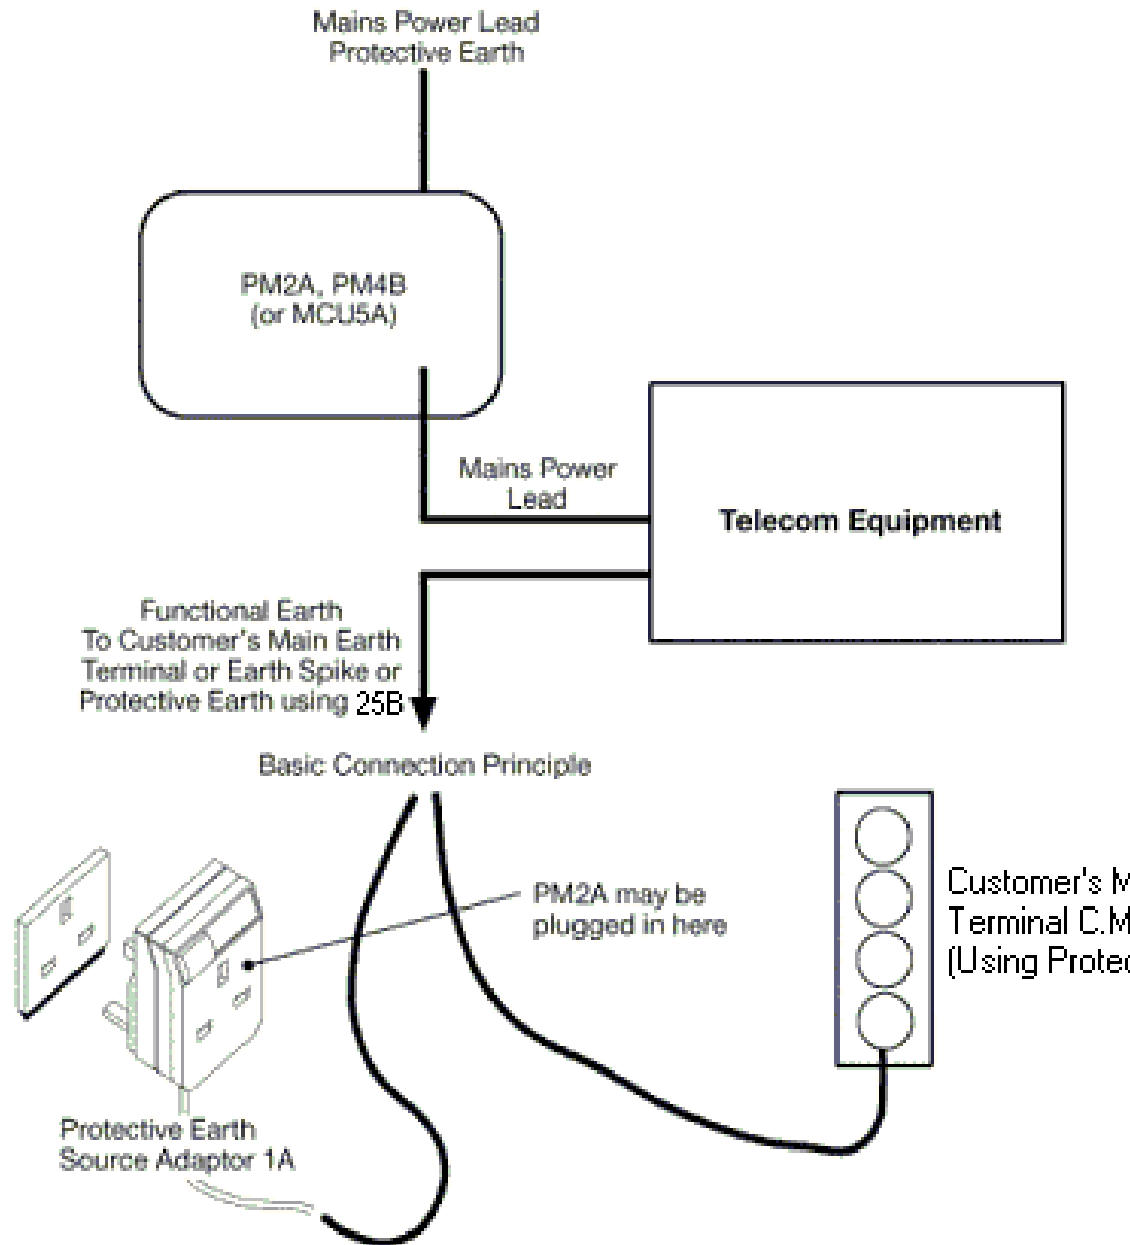 Mains Power Lead
Protective Earth
PM2A, PM4B
(or MCU5A)
Mains Power
Lead
Telecom Equipment
Functional Earth
To Customer's Main Earth
Terminal or Earth Spike or
Protective Earth using 25B
Basic Connection Principle
PM2A may be
plugged in here
Customer's
Terminal
(Using
Protective Earth
Source Adaptor 1A